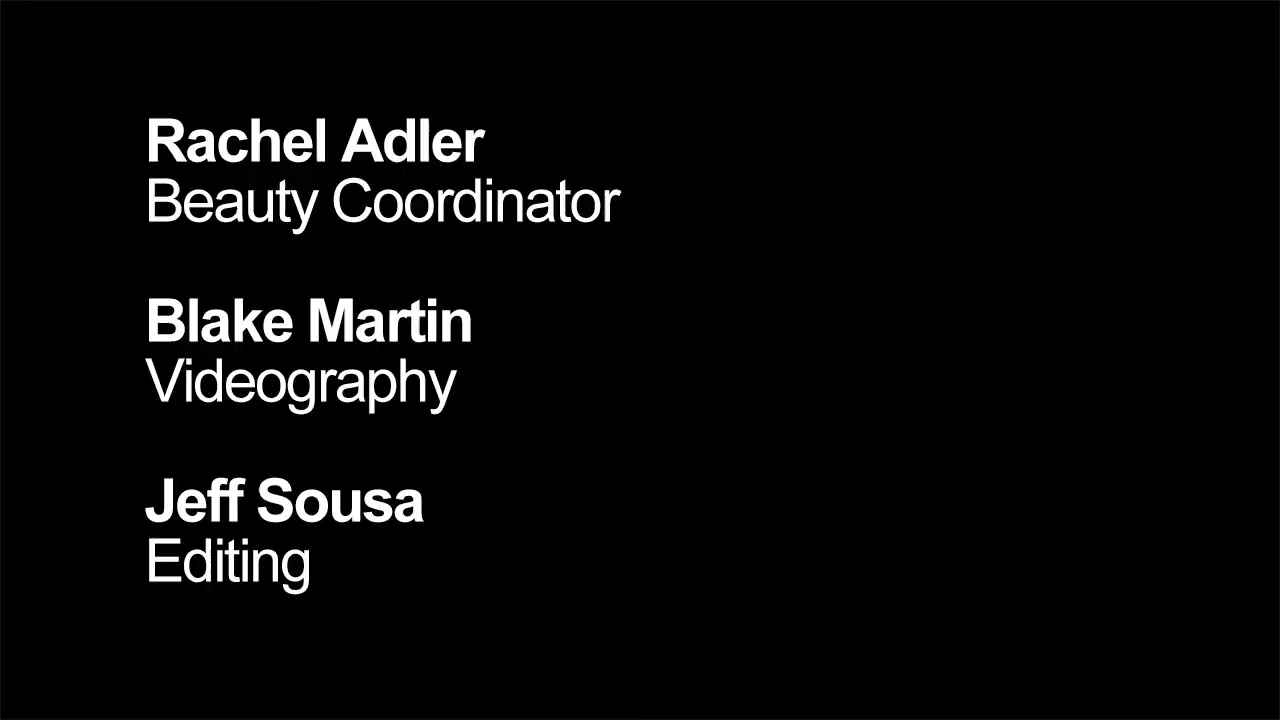 Rachel Adler
Beauty Coordinator
Blake Martin
Videography
Jeff Sousa
Editing